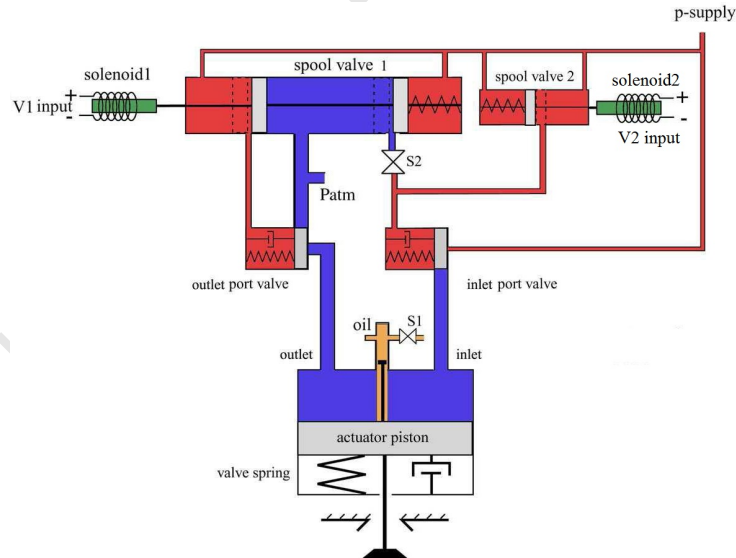 p-supply
spool valve 1
solenoid1
spool valve 2
solenoid2
+
V1 input
-
+
-
V2 input
S2
Patm
outlet port valve
inlet port valve
oil
S1
outlet
inlet
actuator piston
valve spring